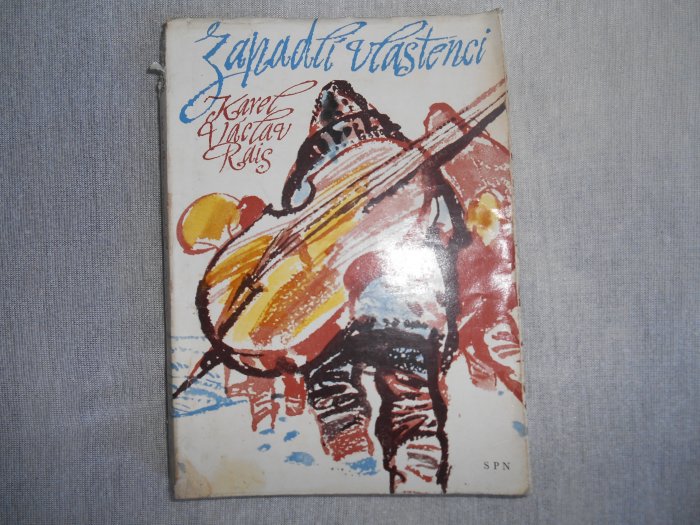 Zapadlí vlastenci
Karel
Václav
Rais
SPN